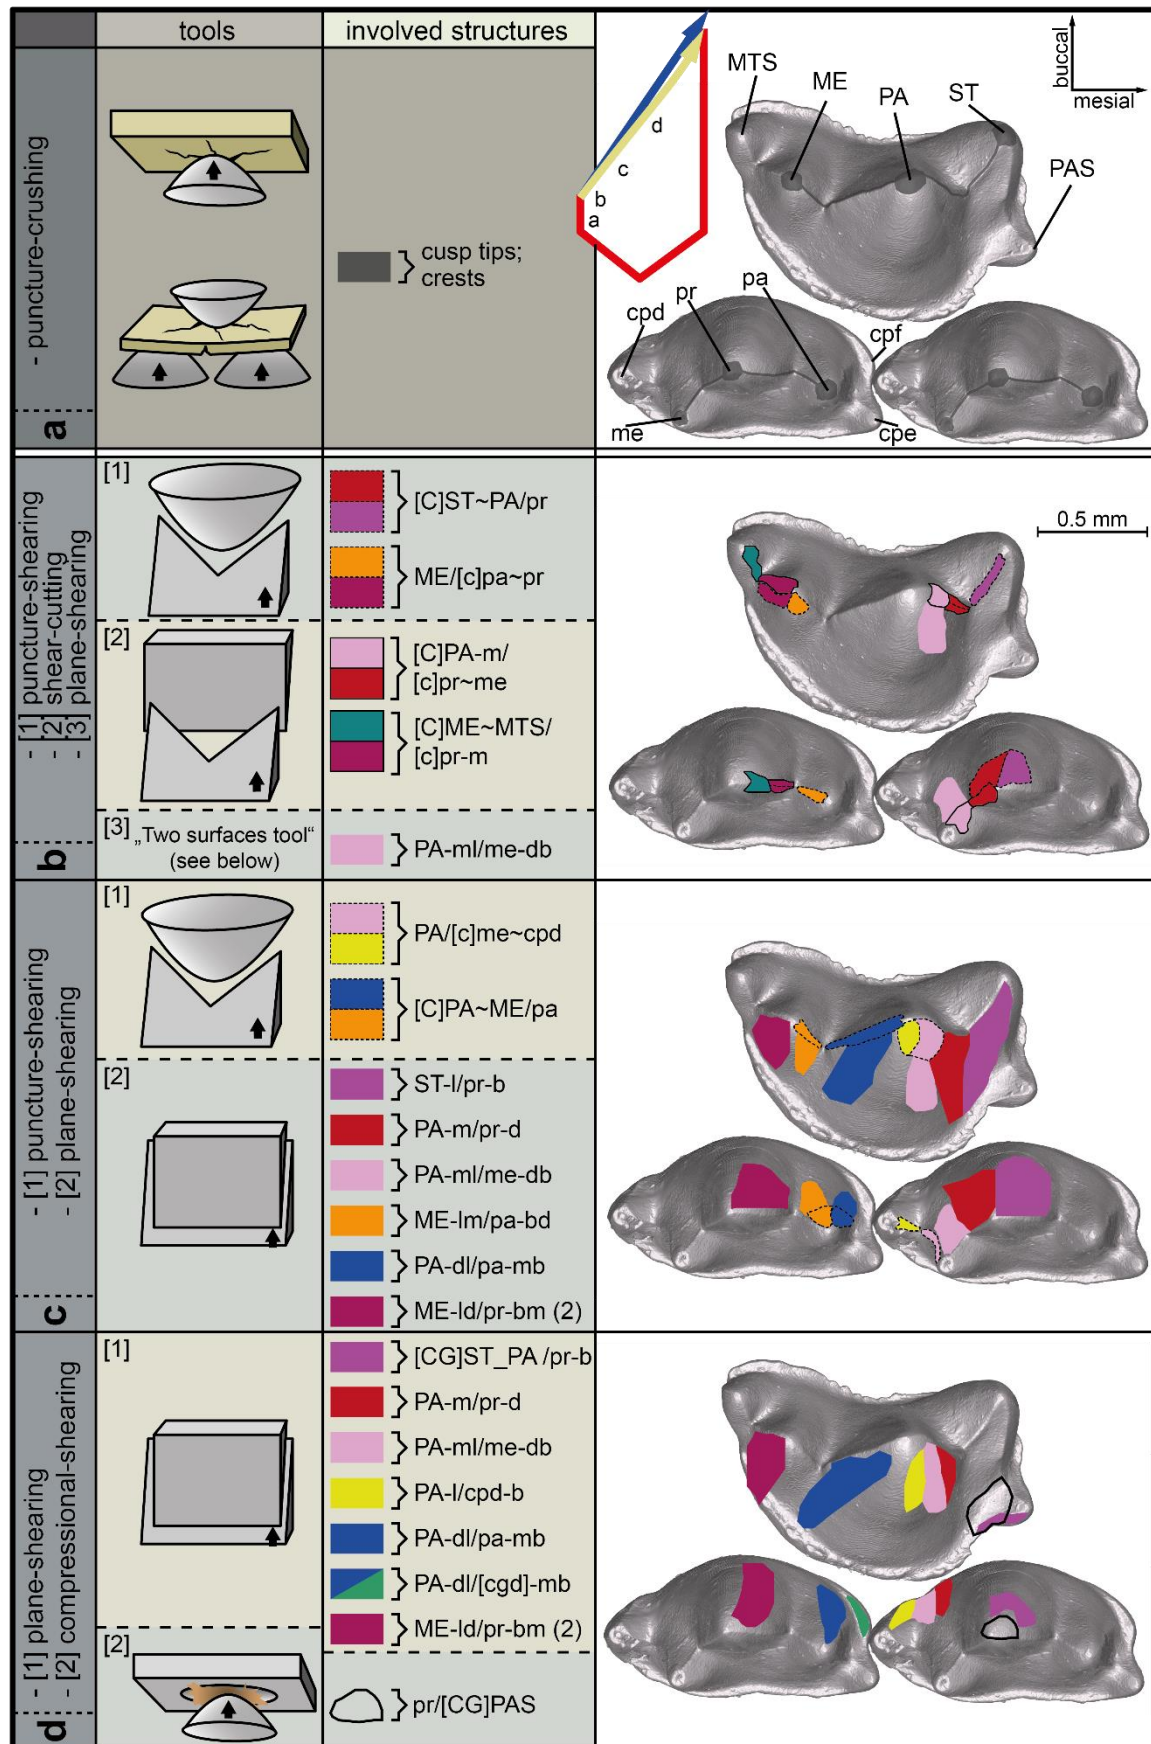 tools
involved structures
- puncture-crushing
a
cusp tips;
crests
a
b
c
d
MTS
ME
PA
ST
PAS
buccal
mesial
cpd
pr
pa
cpf
me
cpe
- [1] puncture-shearing
- [2] shear-cutting
- [3] plane-shearing
b
[1]
[C]ST~PA/pr
ME/[c]pa~pr
[2]
[C]PA-m/
[c]pr~me
[C]ME~MTS/
[c]pr-m
[3]
„Two surfaces tool“
(see below)
PA-ml/me-db
0.5 mm
- [1] puncture-shearing
- [2] plane-shearing
c
[1]
PA/[c]me~cpd
[C]PA~ME/pa
[2]
ST-l/pr-b
PA-m/pr-d
PA-ml/me-db
ME-lm/pa-bd
PA-dl/pa-mb
ME-ld/pr-bm (2)
- [1] plane-shearing
- [2] compressional-shearing
d
[1]
[CG]ST_PA /pr-b
PA-m/pr-d
PA-ml/me-db
PA-l/cpd-b
PA-dl/pa-mb
PA-dl/[cgd]-mb
ME-ld/pr-bm (2)
[2]
pr/[CG]PAS